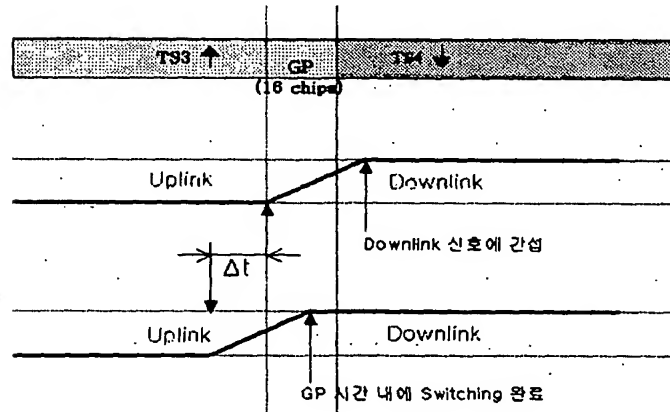 TS3
GP
(16 chips)
TS4
Uplink
Downlink
Downlink 신호에 간섭
Δt
Uplink
Downlink
GP 시간 내에 Switching 완료